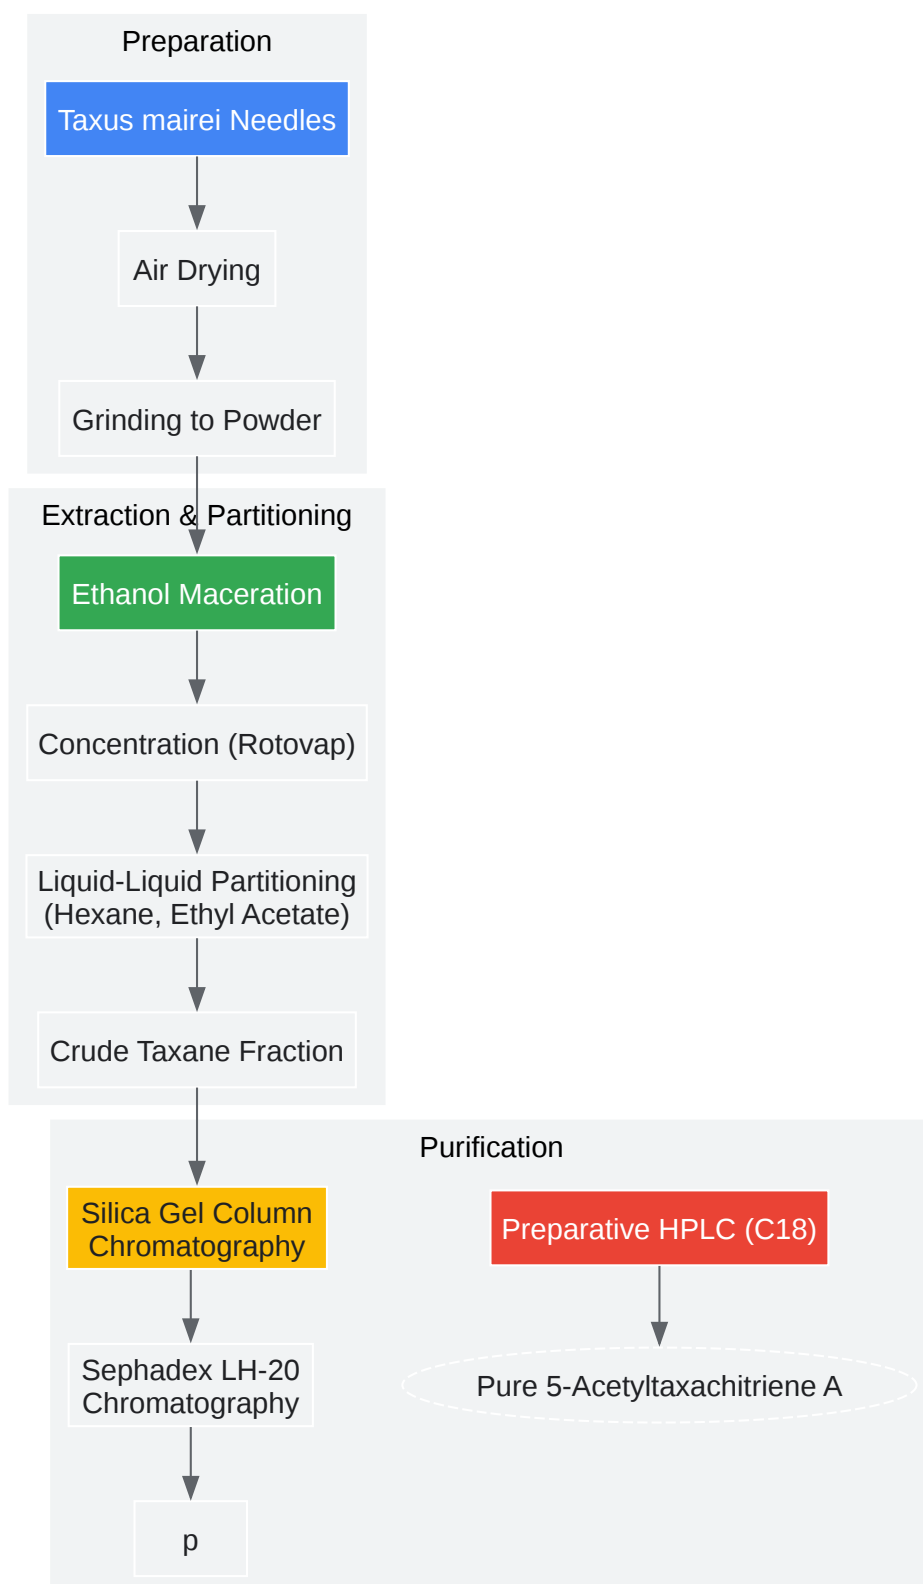 Preparation
Taxus mairei Needles
Air Drying
Grinding to Powder
Extraction & Partitioning
Ethanol Maceration
Concentration (Rotovap)
Liquid-Liquid Partitioning
(Hexane, Ethyl Acetate)
Crude Taxane Fraction
Purification
Silica Gel Column
Chromatography
Preparative HPLC (C18)
Sephadex LH-20
Chromatography
Pure 5-Acetyltaxachitriene A
p